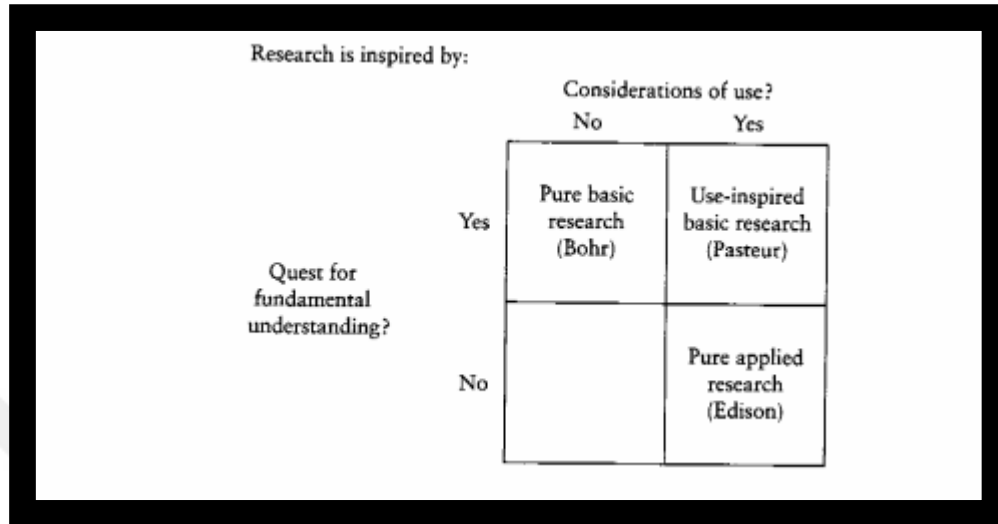 Research is inspired by:
Considerations of use?
No Yes
Pure basic
research
(Bohr)
Use-inspired
basic research
(Pasteur)
Yes
Quest for
fundamental
understanding?
No
Pure applied
research
(Edison)